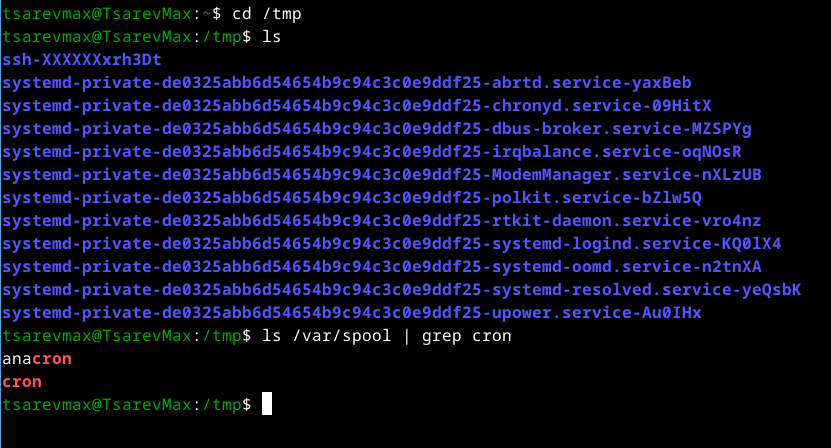 tsarevmax@TsarevMax:~$ cd /tmp
tsarevmax@TsarevMax:/tmp$ ls
ssh-XXXXXXxrh3Dt
systemd-private-de0325abb6d54654b9c94c3c0e9ddf25-abrtd.service-yaxBeb
systemd-private-de0325abb6d54654b9c94c3c0e9ddf25-chronyd.service-09HitX
systemd-private-de0325abb6d54654b9c94c3c0e9ddf25-dbus-broker.service-MZSPYg
systemd-private-de0325abb6d54654b9c94c3c0e9ddf25-irqbalance.service-oqNOsR
systemd-private-de0325abb6d54654b9c94c3c0e9ddf25-ModemManager.service-nXLzUB
systemd-private-de0325abb6d54654b9c94c3c0e9ddf25-polkit.service-bZlw5Q
systemd-private-de0325abb6d54654b9c94c3c0e9ddf25-rtkit-daemon.service-vro4nz
systemd-private-de0325abb6d54654b9c94c3c0e9ddf25-systemd-logind.service-KQ0lX4
systemd-private-de0325abb6d54654b9c94c3c0e9ddf25-systemd-oomd.service-n2tnXA
systemd-private-de0325abb6d54654b9c94c3c0e9ddf25-systemd-resolved.service-yeQsbK
systemd-private-de0325abb6d54654b9c94c3c0e9ddf25-upower.service-Au0IHx
tsarevmax@TsarevMax:/tmp$ ls /var/spool | grep cron
anacron
cron
tsarevmax@TsarevMax:/tmp$